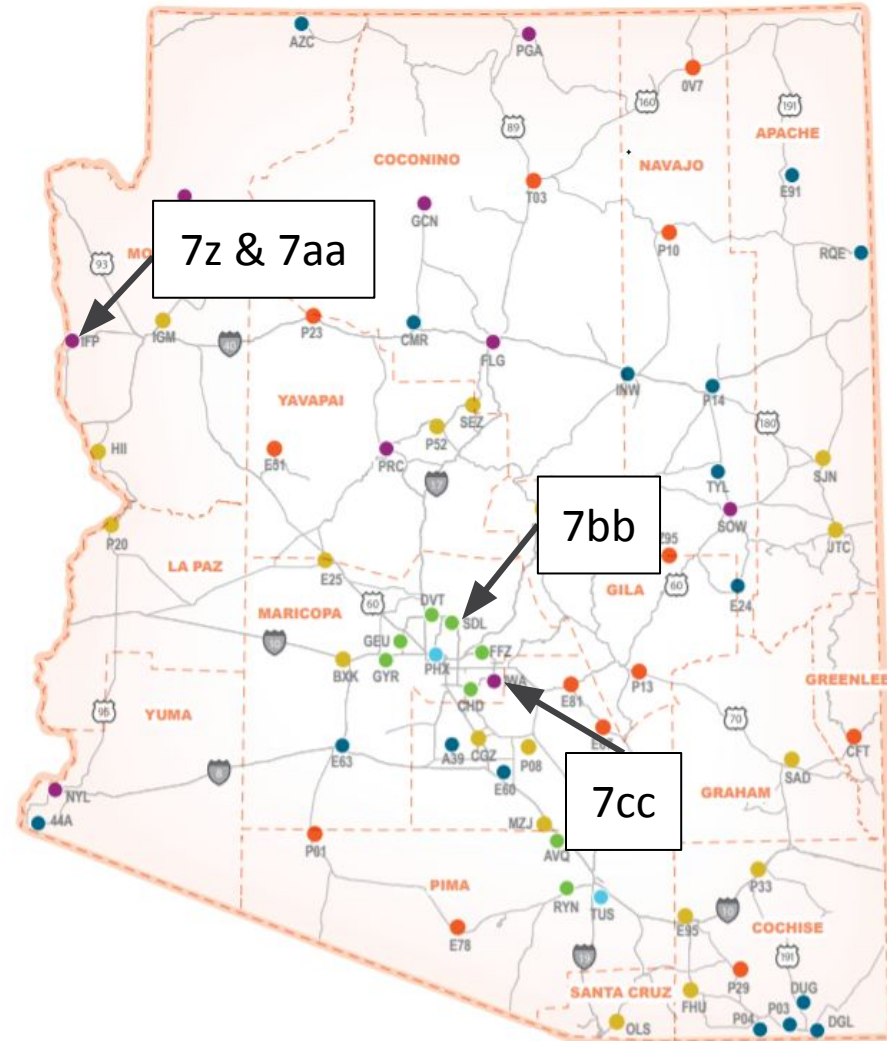 AZC
PGA
0V7
160
191
89
APACHE
COCONINO
NAVAJO
T03
E91
GCN
7z & 7aa
P10
RQE
93
IFP
IGM
P23
CMR
40
FLG
INW
P14
YAVAPAI
SEZ
180
HII
P52
E51
PRC
17
TYL
SJN
7bb
SOW
P20
JTC
LA PAZ
E25
60
GILA
E24
MARICOPA
60
DVT
SDL
GEU
10
PHX
FFZ
BXK
GYR
WA
P13
GREENLEE
CHD
E81
YUMA
95
70
E63
A39
CGZ
P08
CFT
8
E60
SAD
NYL
7cc
GRAHAM
44A
MZJ
P01
AVQ
PIMA
P33
RYN
TUS
10
E78
E95
COCHISE
19
191
P29
SANTA CRUZ
DUG
FHU
P03
OLS
P04
DGL